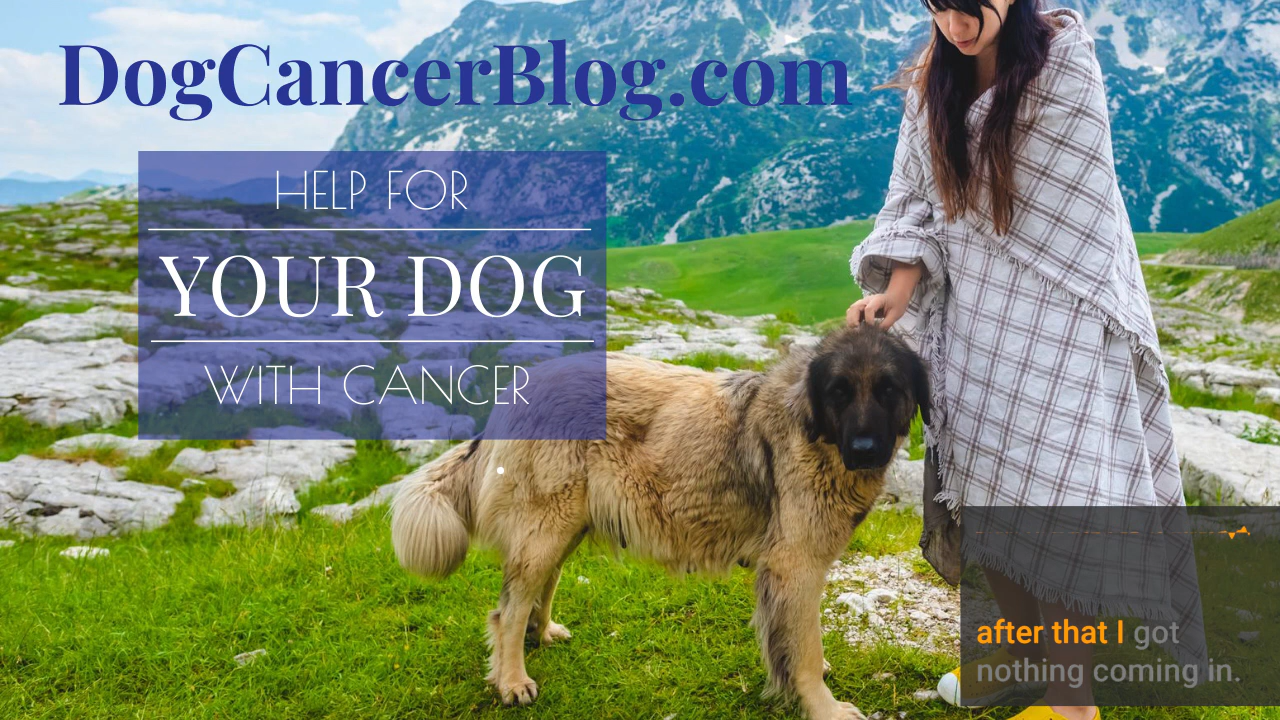 DogCancerBlog.com
HELP FOR
YOUR DOG
WITH CANCER
after that I got
nothing coming in.